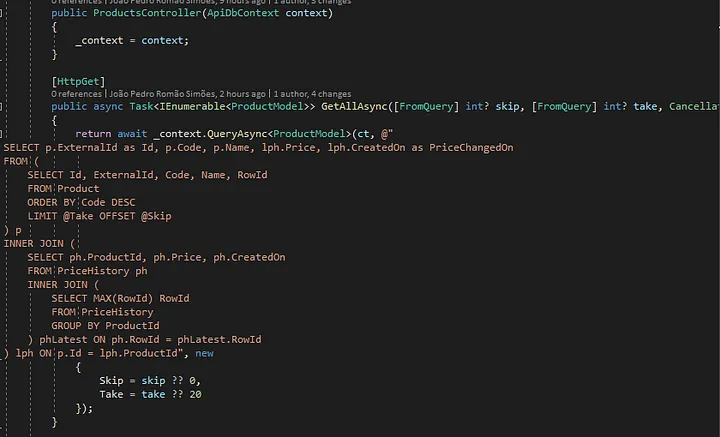 0 references | João Pedro Romão Simões, 9 hours ago | 1 author, 3 changes
public ProductsController(ApiDbContext context)
{
_context = context;
}
[HttpGet]
0 references | João Pedro Romão Simões, 2 hours ago | 1 author, 4 changes
public async Task<IEnumerable<ProductModel>> GetAllAsync([FromQuery] int? skip, [FromQuery] int? take, Cancella
{
return await _context.QueryAsync<ProductModel>(ct, @"
SELECT p.ExternalId as Id, p.Code, p.Name, lph.Price, lph.CreatedOn as PriceChangedOn
FROM (
SELECT Id, ExternalId, Code, Name, RowId
FROM Product
ORDER BY Code DESC
LIMIT @Take OFFSET @Skip
) p
INNER JOIN (
SELECT ph.ProductId, ph.Price, ph.CreatedOn
FROM PriceHistory ph
INNER JOIN (
SELECT MAX(RowId) RowId
FROM PriceHistory
GROUP BY ProductId
) phLatest ON ph.RowId = phLatest.RowId
) lph ON p.Id = lph.ProductId", new
{
Skip = skip ?? 0,
Take = take ?? 20
});
}